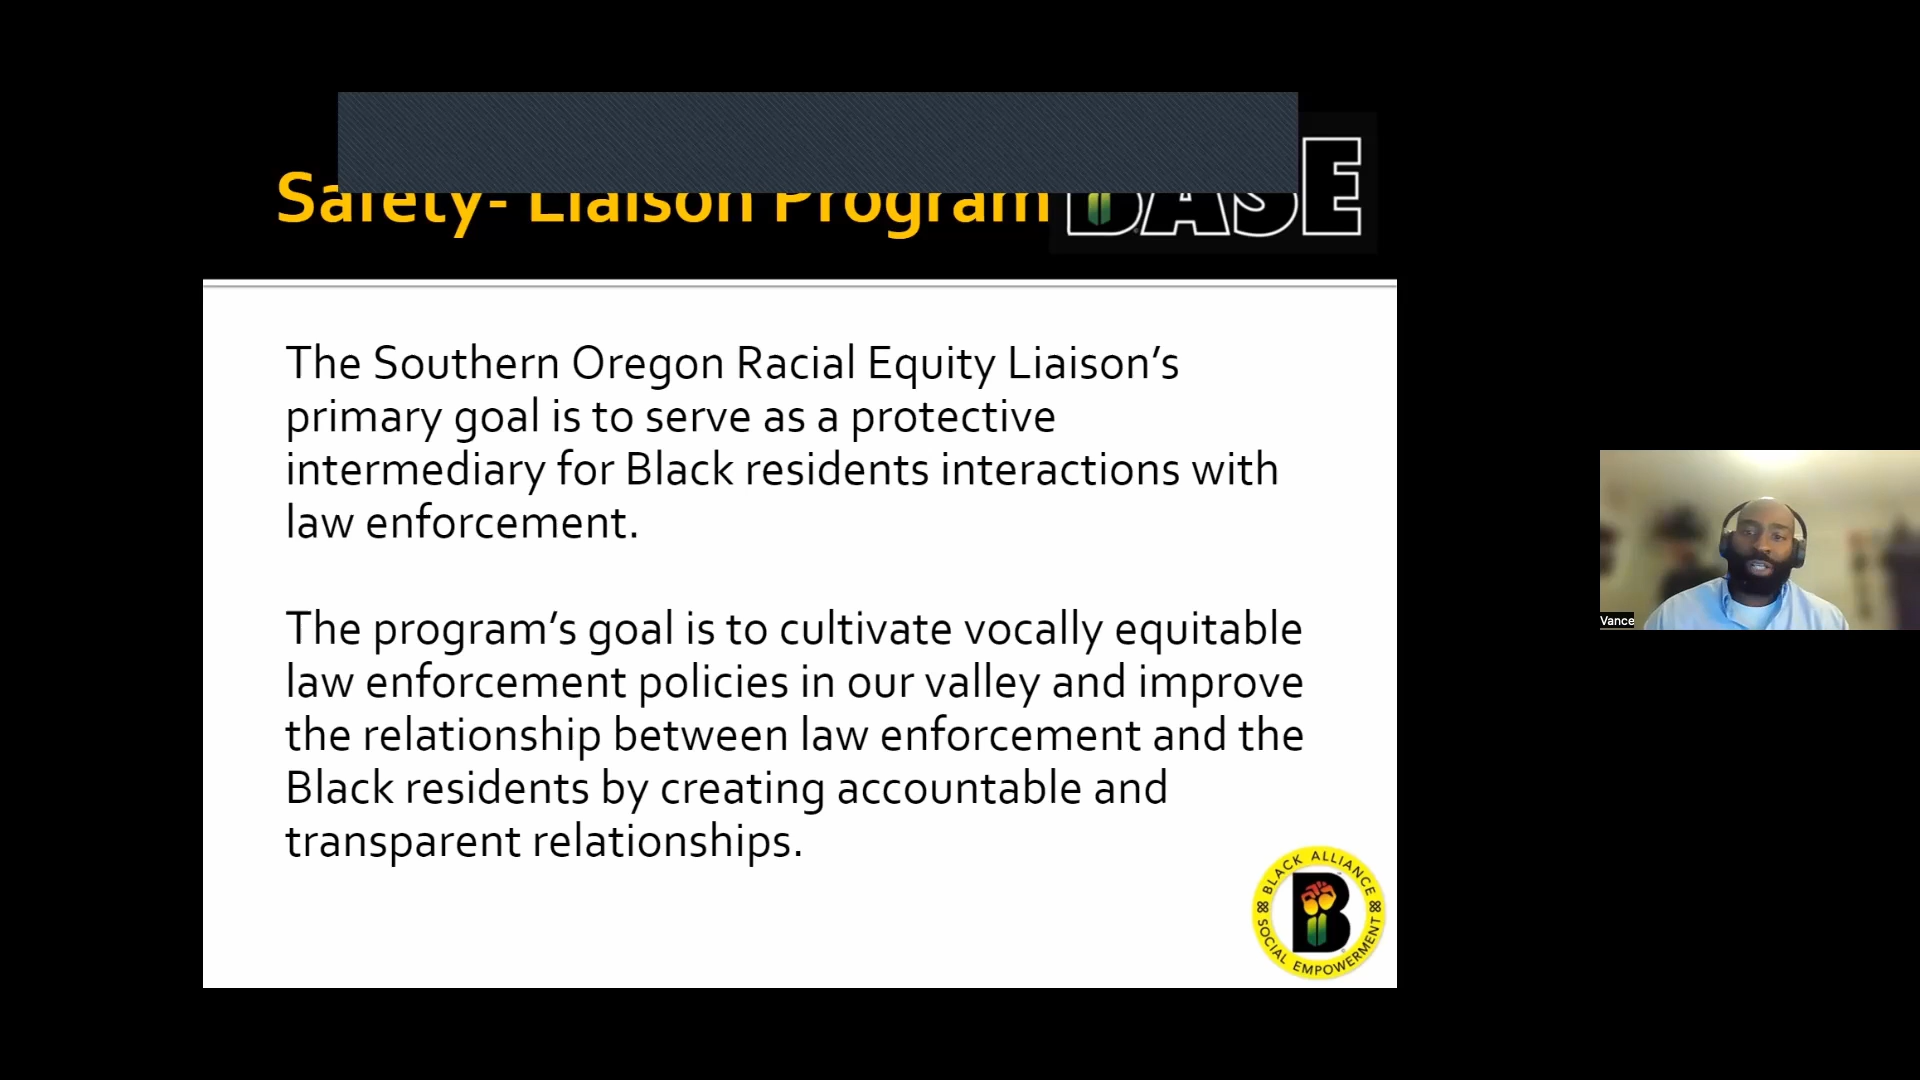 Safety- Liaison Program
BASE
The Southern Oregon Racial Equity Liaison’s
primary goal is to serve as a protective
intermediary for Black residents interactions with
law enforcement.
The program’s goal is to cultivate vocally equitable
law enforcement policies in our valley and improve
the relationship between law enforcement and the
Black residents by creating accountable and
transparent relationships.
BLACK ALLIANCE
B
SOCIAL EMPOWERMENT
Vance